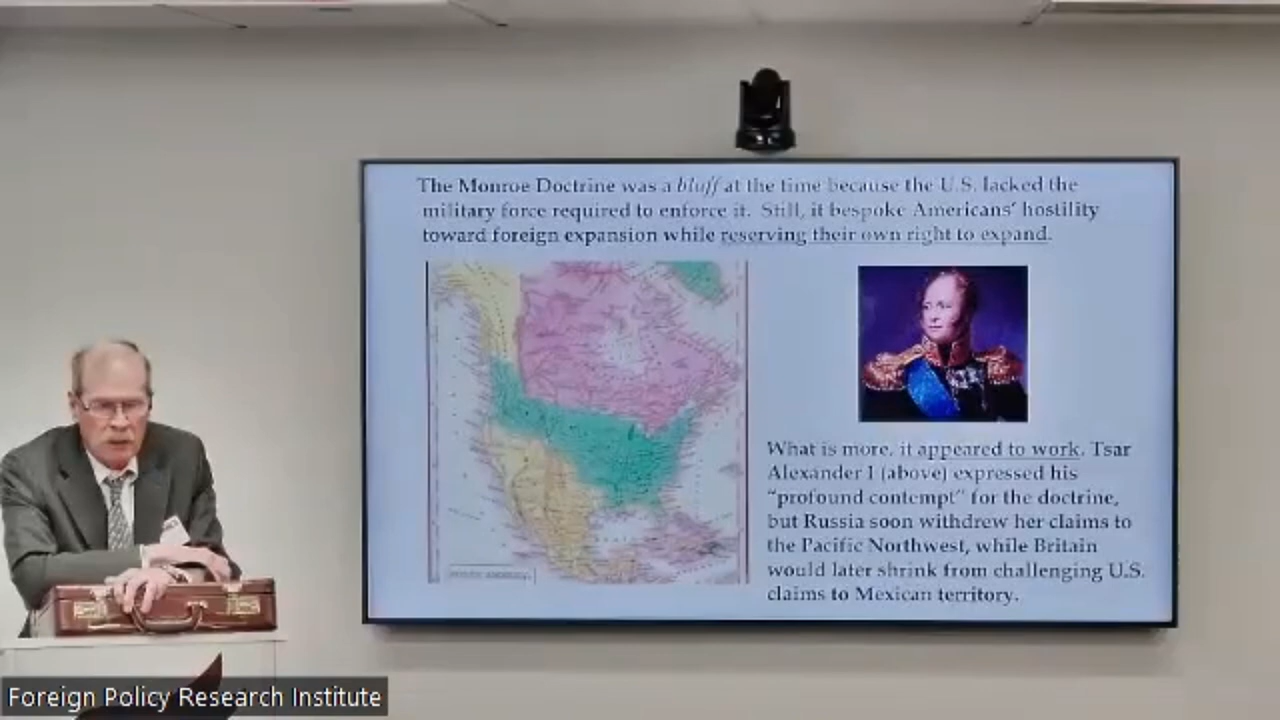 The Monroe Doctrine was a bluff at the time because the U.S. lacked the
military force required to enforce it. Still, it bespoke Americans' hostility
toward foreign expansion while reserving their own right to expand.
What is more, it appeared to work. Tsar
Alexander I (above) expressed his
"profound contempt" for the doctrine,
but Russia soon withdrew her claims to
the Pacific Northwest, while Britain
would later shrink from challenging U.S.
claims to Mexican territory.
NORTH AMERICA
Foreign Policy Research Institute